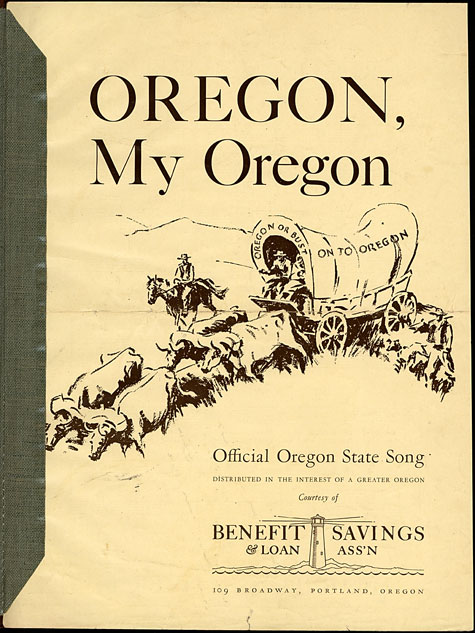 OREGON,
My Oregon
OREGON OR BUST
ON TO OREGON
Official Oregon State Song
DISTRIBUTED IN THE INTEREST OF A GREATER OREGON
Courtesy of
BENEFIT SAVINGS
& LOAN ASS'N
109 BROADWAY, PORTLAND, OREGON